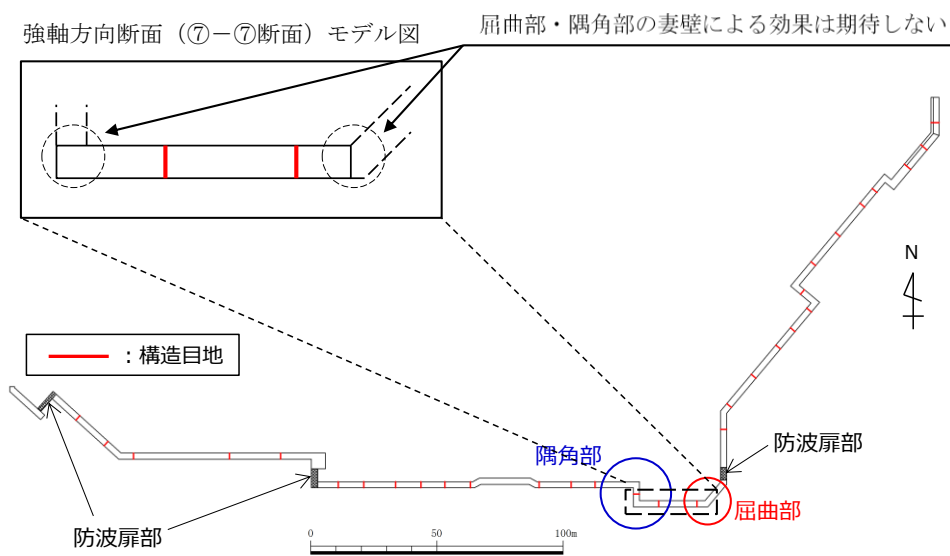 強軸方向断面（⑦－⑦断面）モデル図
屈曲部・隅角部の妻壁による効果は期待しない
N
：構造目地
隅角部
防波扉部
屈曲部
防波扉部
0 50 100m